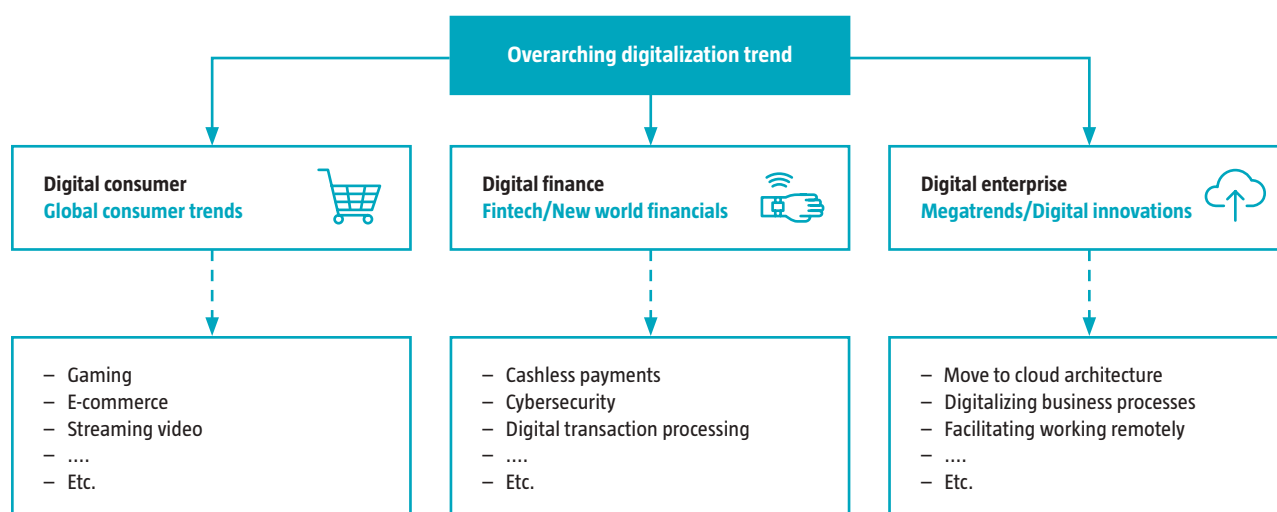 Overarching digitalization trend
Digital consumer
Global consumer trends
Digital finance
Fintech/New world financials
Digital enterprise
Megatrends/Digital innovations
– Gaming
– E-commerce
– Streaming video
– ....
– Etc.
– Cashless payments
– Cybersecurity
– Digital transaction processing
– ....
– Etc.
– Move to cloud architecture
– Digitalizing business processes
– Facilitating working remotely
– ....
– Etc.